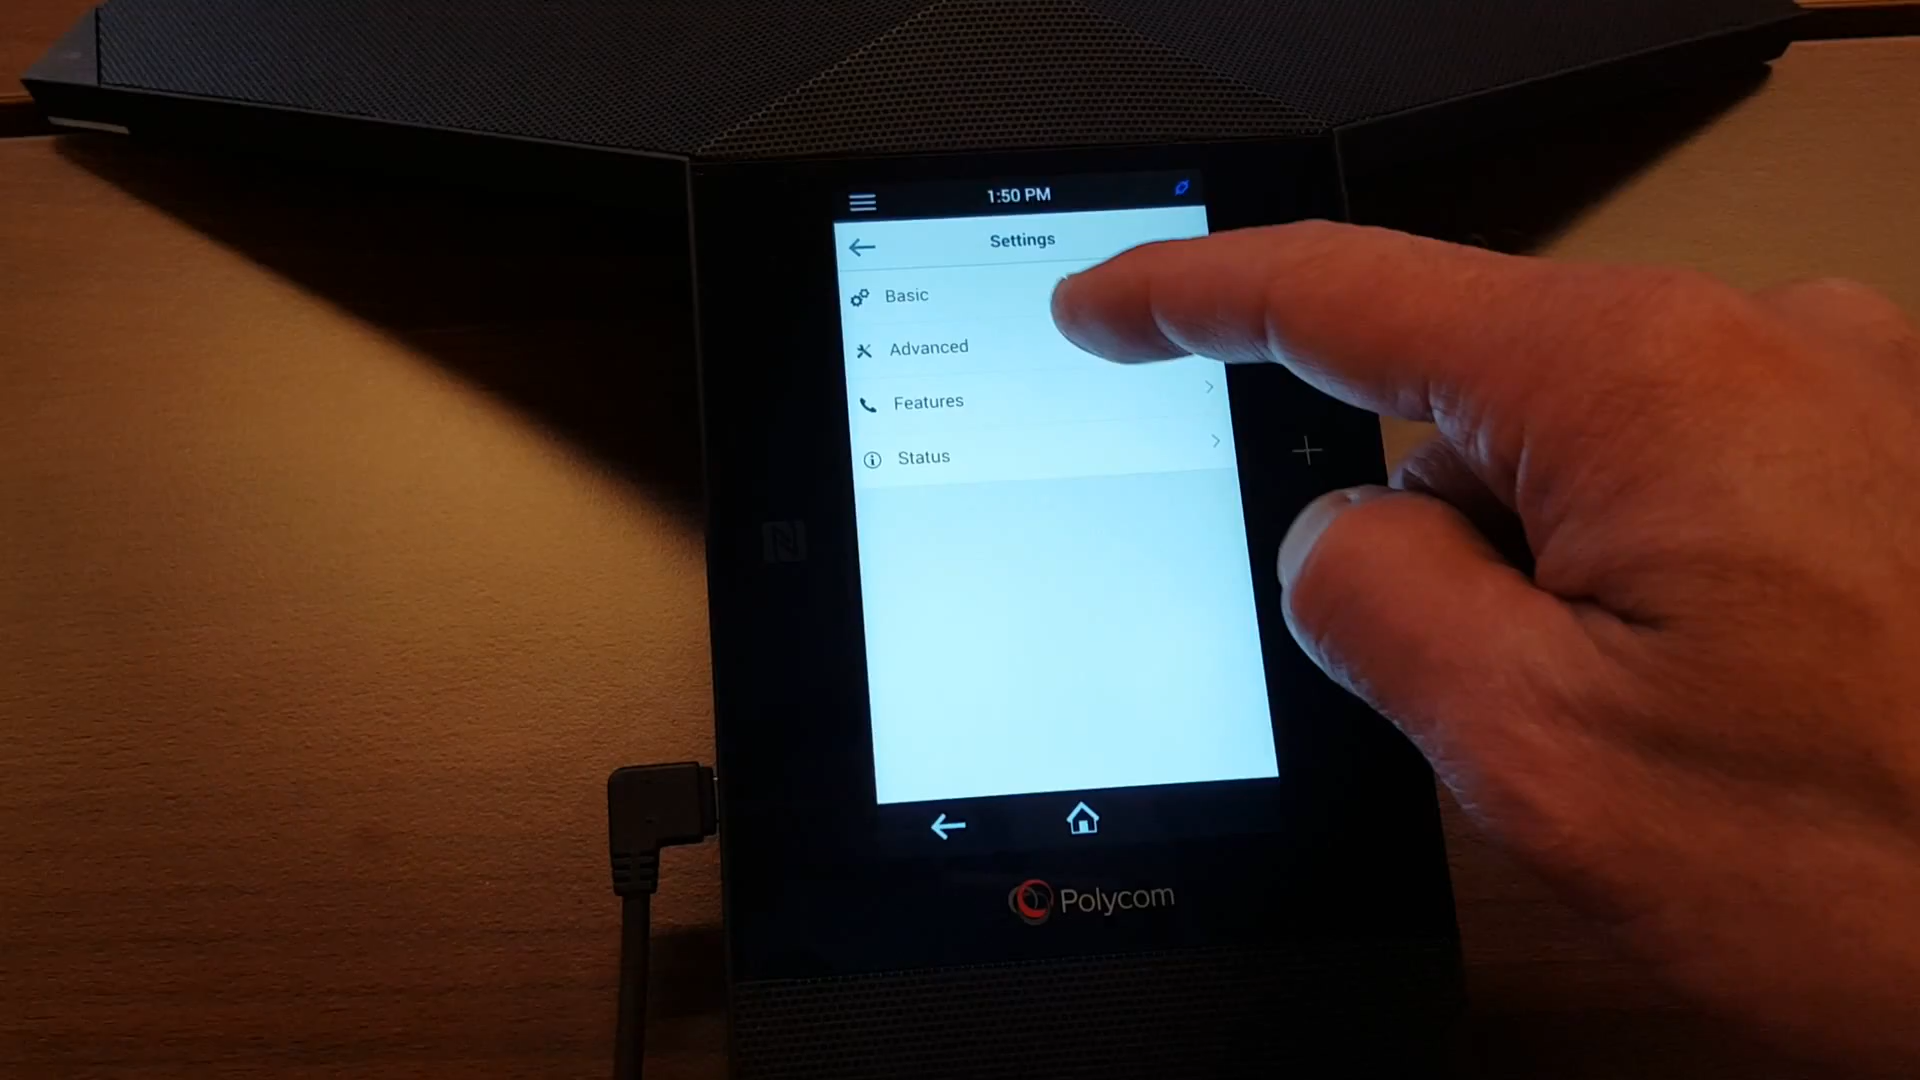 1:50 PM
Settings
Basic
Advanced
Features
Status
Polycom